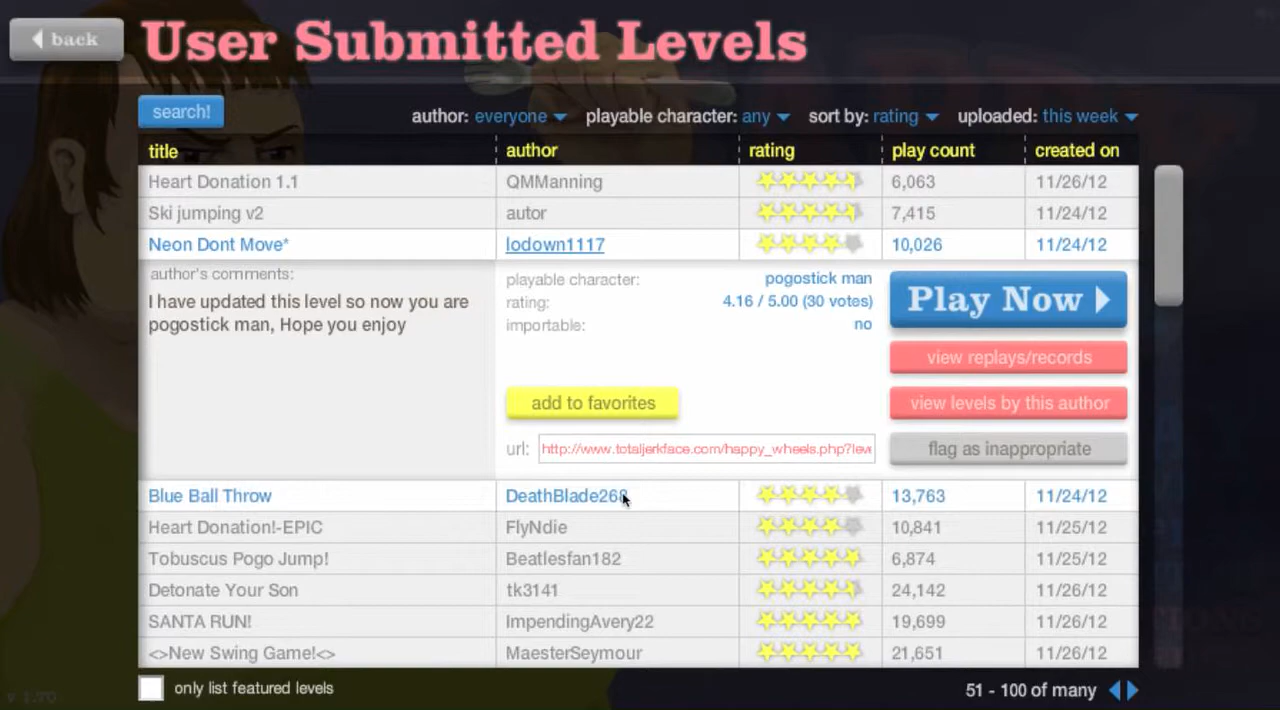 back
User Submitted Levels
search!
author: everyone playable character: any sort by: rating uploaded: this week
title author rating play count created on
Heart Donation 1.1 QMManning 6,063 11/26/12
Ski jumping v2 autor 7,415 11/24/12
Neon Dont Move* lodown1117 10,026 11/24/12
author's comments:
I have updated this level so now you are
pogostick man, Hope you enjoy
playable character: pogostick man
rating: 4.16 / 5.00 (30 votes)
importable: no
add to favorites
url: http://www.totaljerkface.com/happy_wheels.php?leve
Play Now
view replays/records
view levels by this author
flag as inappropriate
Blue Ball Throw DeathBlade268 13,763 11/24/12
Heart Donation!-EPIC FlyNdie 10,841 11/25/12
Tobuscus Pogo Jump! Beatlesfan182 6,874 11/25/12
Detonate Your Son tk3141 24,142 11/26/12
SANTA RUN! ImpendingAvery22 19,699 11/26/12
<>New Swing Game!<> MaesterSeymour 21,651 11/26/12
only list featured levels
51 - 100 of many
v 1.70